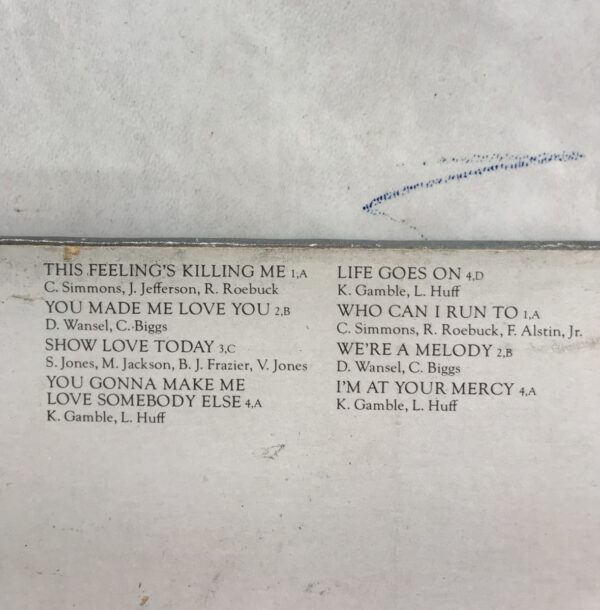 THIS FEELING'S KILLING ME 1,A
C. Simmons, J. Jefferson, R. Roebuck
YOU MADE ME LOVE YOU 2,B
D. Wansel, C. Biggs
SHOW LOVE TODAY 3,C
S. Jones, M. Jackson, B. J. Frazier, V. Jones
YOU GONNA MAKE ME
LOVE SOMEBODY ELSE 4,A
K. Gamble, L. Huff
LIFE GOES ON 4,D
K. Gamble, L. Huff
WHO CAN I RUN TO 1,A
C. Simmons, R. Roebuck, F. Alstin, Jr.
WE'RE A MELODY 2,B
D. Wansel, C. Biggs
I'M AT YOUR MERCY 4,A
K. Gamble, L. Huff